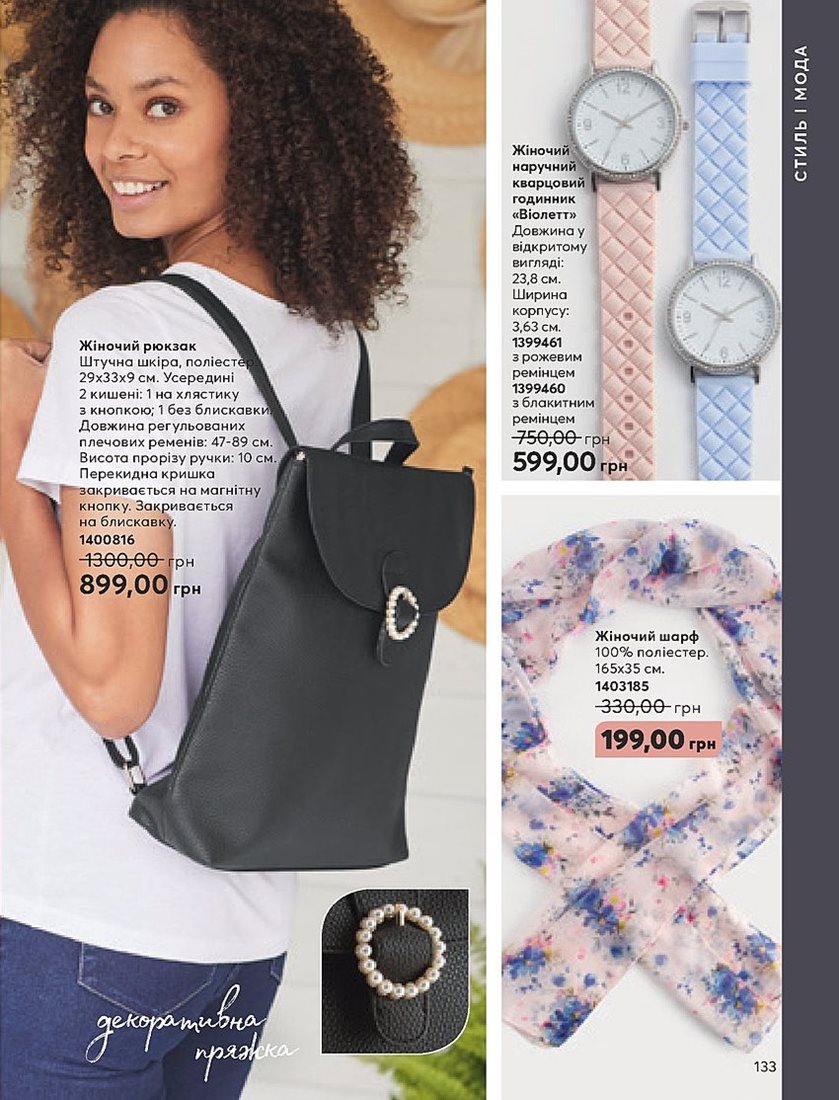 Жіночий рюкзак
Штучна шкіра, поліестер.
29х33х9 см. Усередині
2 кишені: 1 на хлястику
з кнопкою; 1 без блискавки.
Довжина регульованих
плечових ременів: 47-89 см.
Висота прорізу ручки: 10 см.
Перекидна кришка
закривається на магнітну
кнопку. Закривається
на блискавку.
1400816
1300,00 грн
899,00 грн
декоративна
пряжка
Жіночий
наручний
кварцовий
годинник
«Віолетт»
Довжина у
відкритому
вигляді:
23,8 см.
Ширина
корпусу:
3,63 см.
1399461
з рожевим
ремінцем
1399460
з блакитним
ремінцем
750,00 грн
599,00 грн
Жіночий шарф
100% поліестер.
165х35 см.
1403185
330,00 грн
199,00 грн
СТИЛЬ І МОДА
133